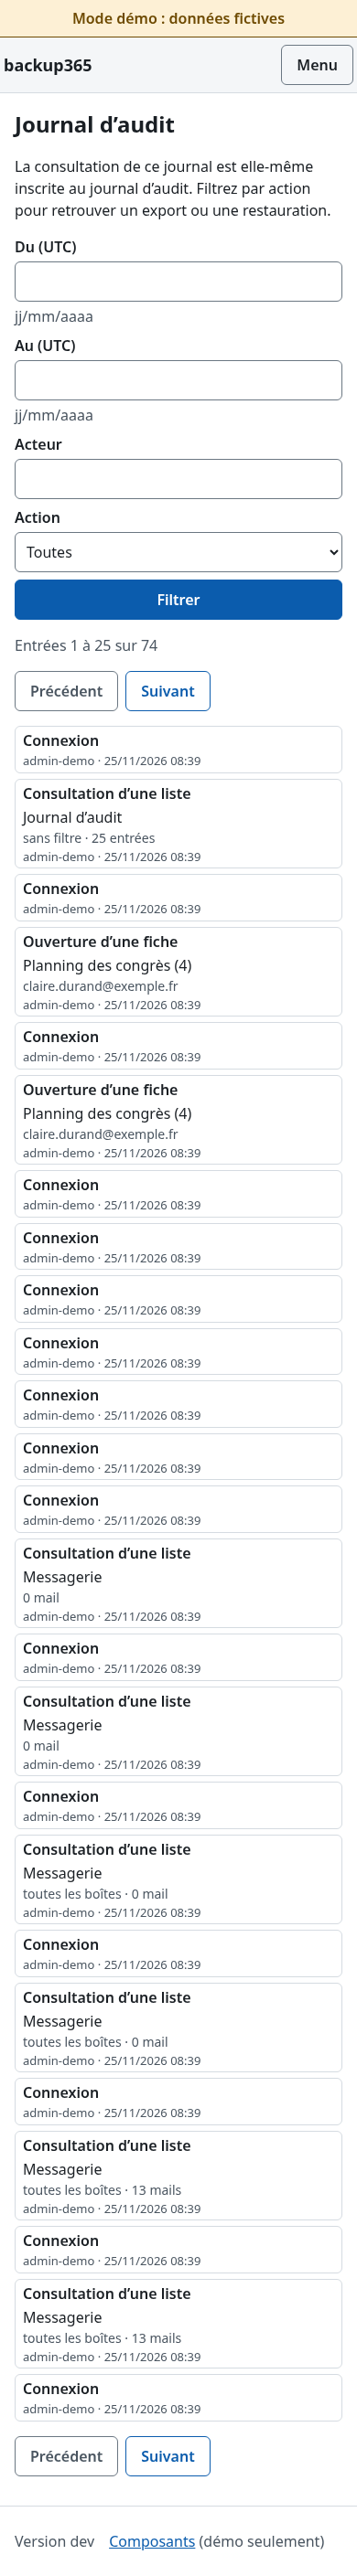 Mode démo : données fictives
backup365
Menu
Journal d’audit
La consultation de ce journal est elle-même
inscrite au journal d’audit. Filtrez par action
pour retrouver un export ou une restauration.
Du (UTC)
jj/mm/aaaa
Au (UTC)
jj/mm/aaaa
Acteur
Action
Toutes
Filtrer
Entrées 1 à 25 sur 74
Précédent
Suivant
Connexion
admin-demo · 25/11/2026 08:39
Consultation d’une liste
Journal d’audit
sans filtre · 25 entrées
admin-demo · 25/11/2026 08:39
Connexion
admin-demo · 25/11/2026 08:39
Ouverture d’une fiche
Planning des congrès (4)
claire.durand@exemple.fr
admin-demo · 25/11/2026 08:39
Connexion
admin-demo · 25/11/2026 08:39
Ouverture d’une fiche
Planning des congrès (4)
claire.durand@exemple.fr
admin-demo · 25/11/2026 08:39
Connexion
admin-demo · 25/11/2026 08:39
Connexion
admin-demo · 25/11/2026 08:39
Connexion
admin-demo · 25/11/2026 08:39
Connexion
admin-demo · 25/11/2026 08:39
Connexion
admin-demo · 25/11/2026 08:39
Connexion
admin-demo · 25/11/2026 08:39
Connexion
admin-demo · 25/11/2026 08:39
Consultation d’une liste
Messagerie
0 mail
admin-demo · 25/11/2026 08:39
Connexion
admin-demo · 25/11/2026 08:39
Consultation d’une liste
Messagerie
0 mail
admin-demo · 25/11/2026 08:39
Connexion
admin-demo · 25/11/2026 08:39
Consultation d’une liste
Messagerie
toutes les boîtes · 0 mail
admin-demo · 25/11/2026 08:39
Connexion
admin-demo · 25/11/2026 08:39
Consultation d’une liste
Messagerie
toutes les boîtes · 0 mail
admin-demo · 25/11/2026 08:39
Connexion
admin-demo · 25/11/2026 08:39
Consultation d’une liste
Messagerie
toutes les boîtes · 13 mails
admin-demo · 25/11/2026 08:39
Connexion
admin-demo · 25/11/2026 08:39
Consultation d’une liste
Messagerie
toutes les boîtes · 13 mails
admin-demo · 25/11/2026 08:39
Connexion
admin-demo · 25/11/2026 08:39
Précédent
Suivant
Version dev Composants (démo seulement)